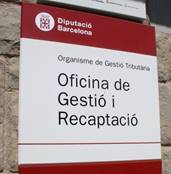 Diputació
Barcelona
Organisme de Gestió Tributària
Oficina de
Gestió i
Recaptació